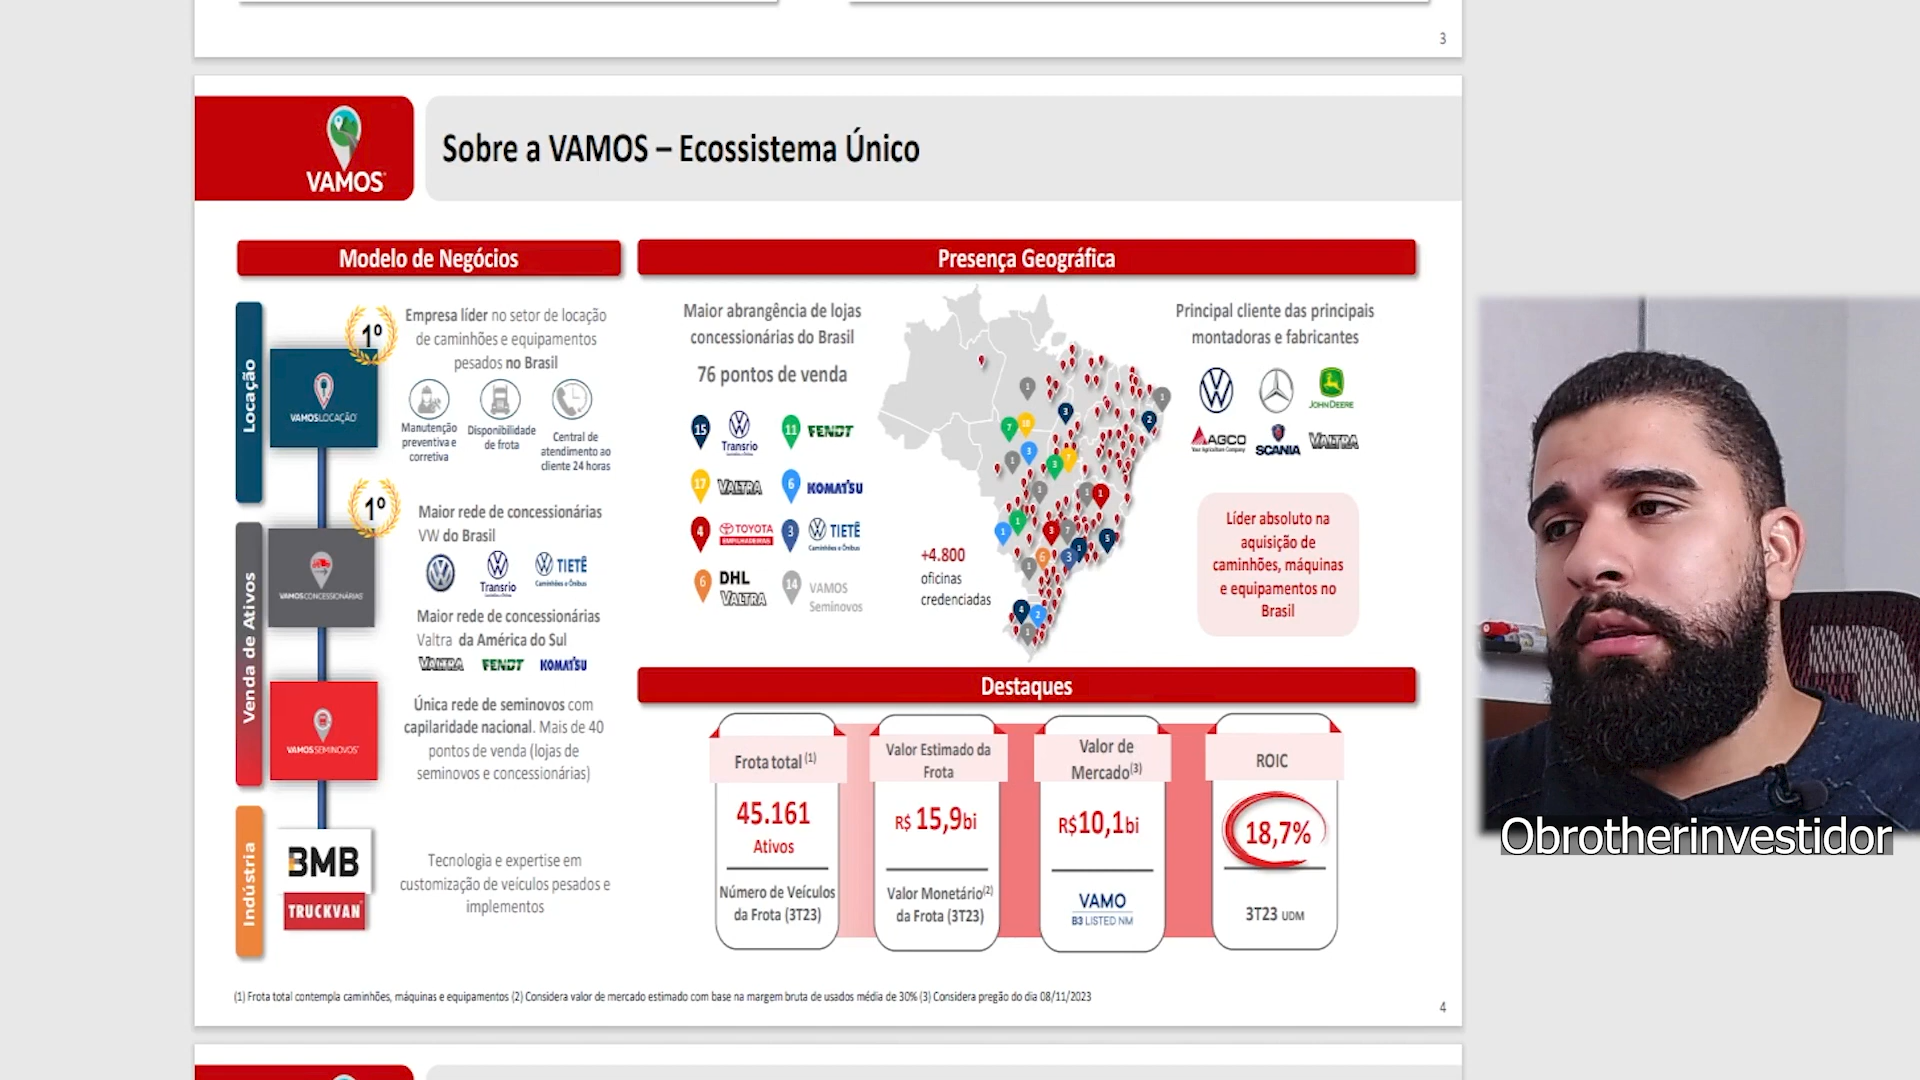 3
VAMOS
Sobre a VAMOS – Ecossistema Único
Modelo de Negócios
Locação
1º
VAMOSLOCAÇÃO
Empresa líder no setor de locação
de caminhões e equipamentos
pesados no Brasil
Manutenção
preventiva e
corretiva
Disponibilidade
de frota
Central de
atendimento ao
cliente 24 horas
Venda de Ativos
1º
VAMOSCONCESSIONÁRIAS
Maior rede de concessionárias
VW do Brasil
Transrio
TIETÊ
Caminhões e Ônibus
Maior rede de concessionárias
Valtra da América do Sul
VALTRA
FENDT
KOMATSU
VAMOSSEMINOVOS
Única rede de seminovos com
capilaridade nacional. Mais de 40
pontos de venda (lojas de
seminovos e concessionárias)
Indústria
BMB
TRUCKVAN
Tecnologia e expertise em
customização de veículos pesados e
implementos
Presença Geográfica
Maior abrangência de lojas
concessionárias do Brasil
76 pontos de venda
15 Transrio
11 FENDT
17 VALTRA
6 KOMATSU
4 TOYOTA
EMPILHADEIRAS
3 TIETÊ
Caminhões e Ônibus
6 DHL
VALTRA
14 VAMOS
Seminovos
+4.800
oficinas
credenciadas
Principal cliente das principais
montadoras e fabricantes
JOHN DEERE
AGCO
Your Agriculture Company
SCANIA
VALTRA
Líder absoluto na
aquisição de
caminhões, máquinas
e equipamentos no
Brasil
Destaques
Frota total (1)
45.161
Ativos
Número de Veículos
da Frota (3T23)
Valor Estimado da
Frota
R$ 15,9bi
Valor Monetário(2)
da Frota (3T23)
Valor de
Mercado(3)
R$10,1bi
VAMO
B3 LISTED NM
ROIC
18,7%
3T23 UDM
(1) Frota total contempla caminhões, máquinas e equipamentos (2) Considera valor de mercado estimado com base na margem bruta de usados média de 30% (3) Considera pregão do dia 08/11/2023
4
Obrotherinvestidor